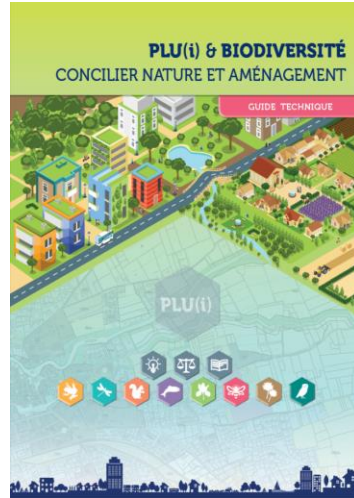 PLU(i) & BIODIVERSITÉ
CONCILIER NATURE ET AMÉNAGEMENT
GUIDE TECHNIQUE
PLU(i)